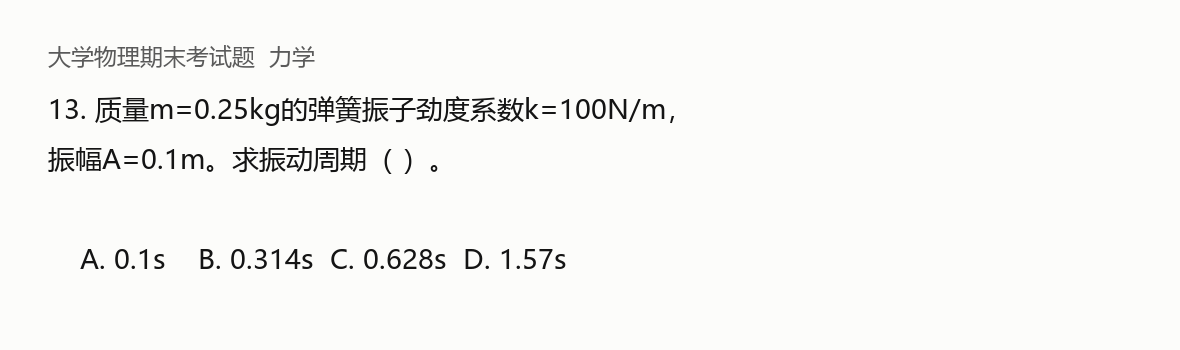 大学物理期末考试题 力学
13. 质量m=0.25kg的弹簧振子劲度系数k=100N/m，
振幅A=0.1m。求振动周期（ ）。
A. 0.1s B. 0.314s C. 0.628s D. 1.57s